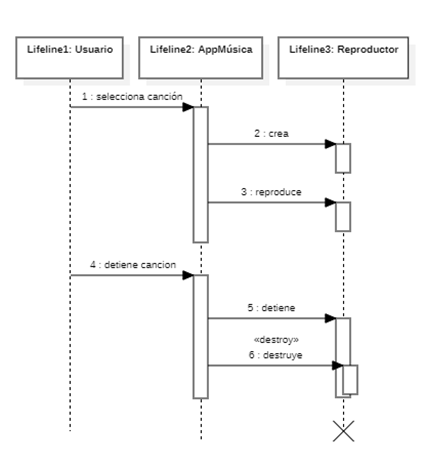 Lifeline1: Usuario
Lifeline2: AppMúsica
Lifeline3: Reproductor
1 : selecciona canción
2 : crea
3 : reproduce
4 : detiene cancion
5 : detiene
«destroy»
6 : destruye